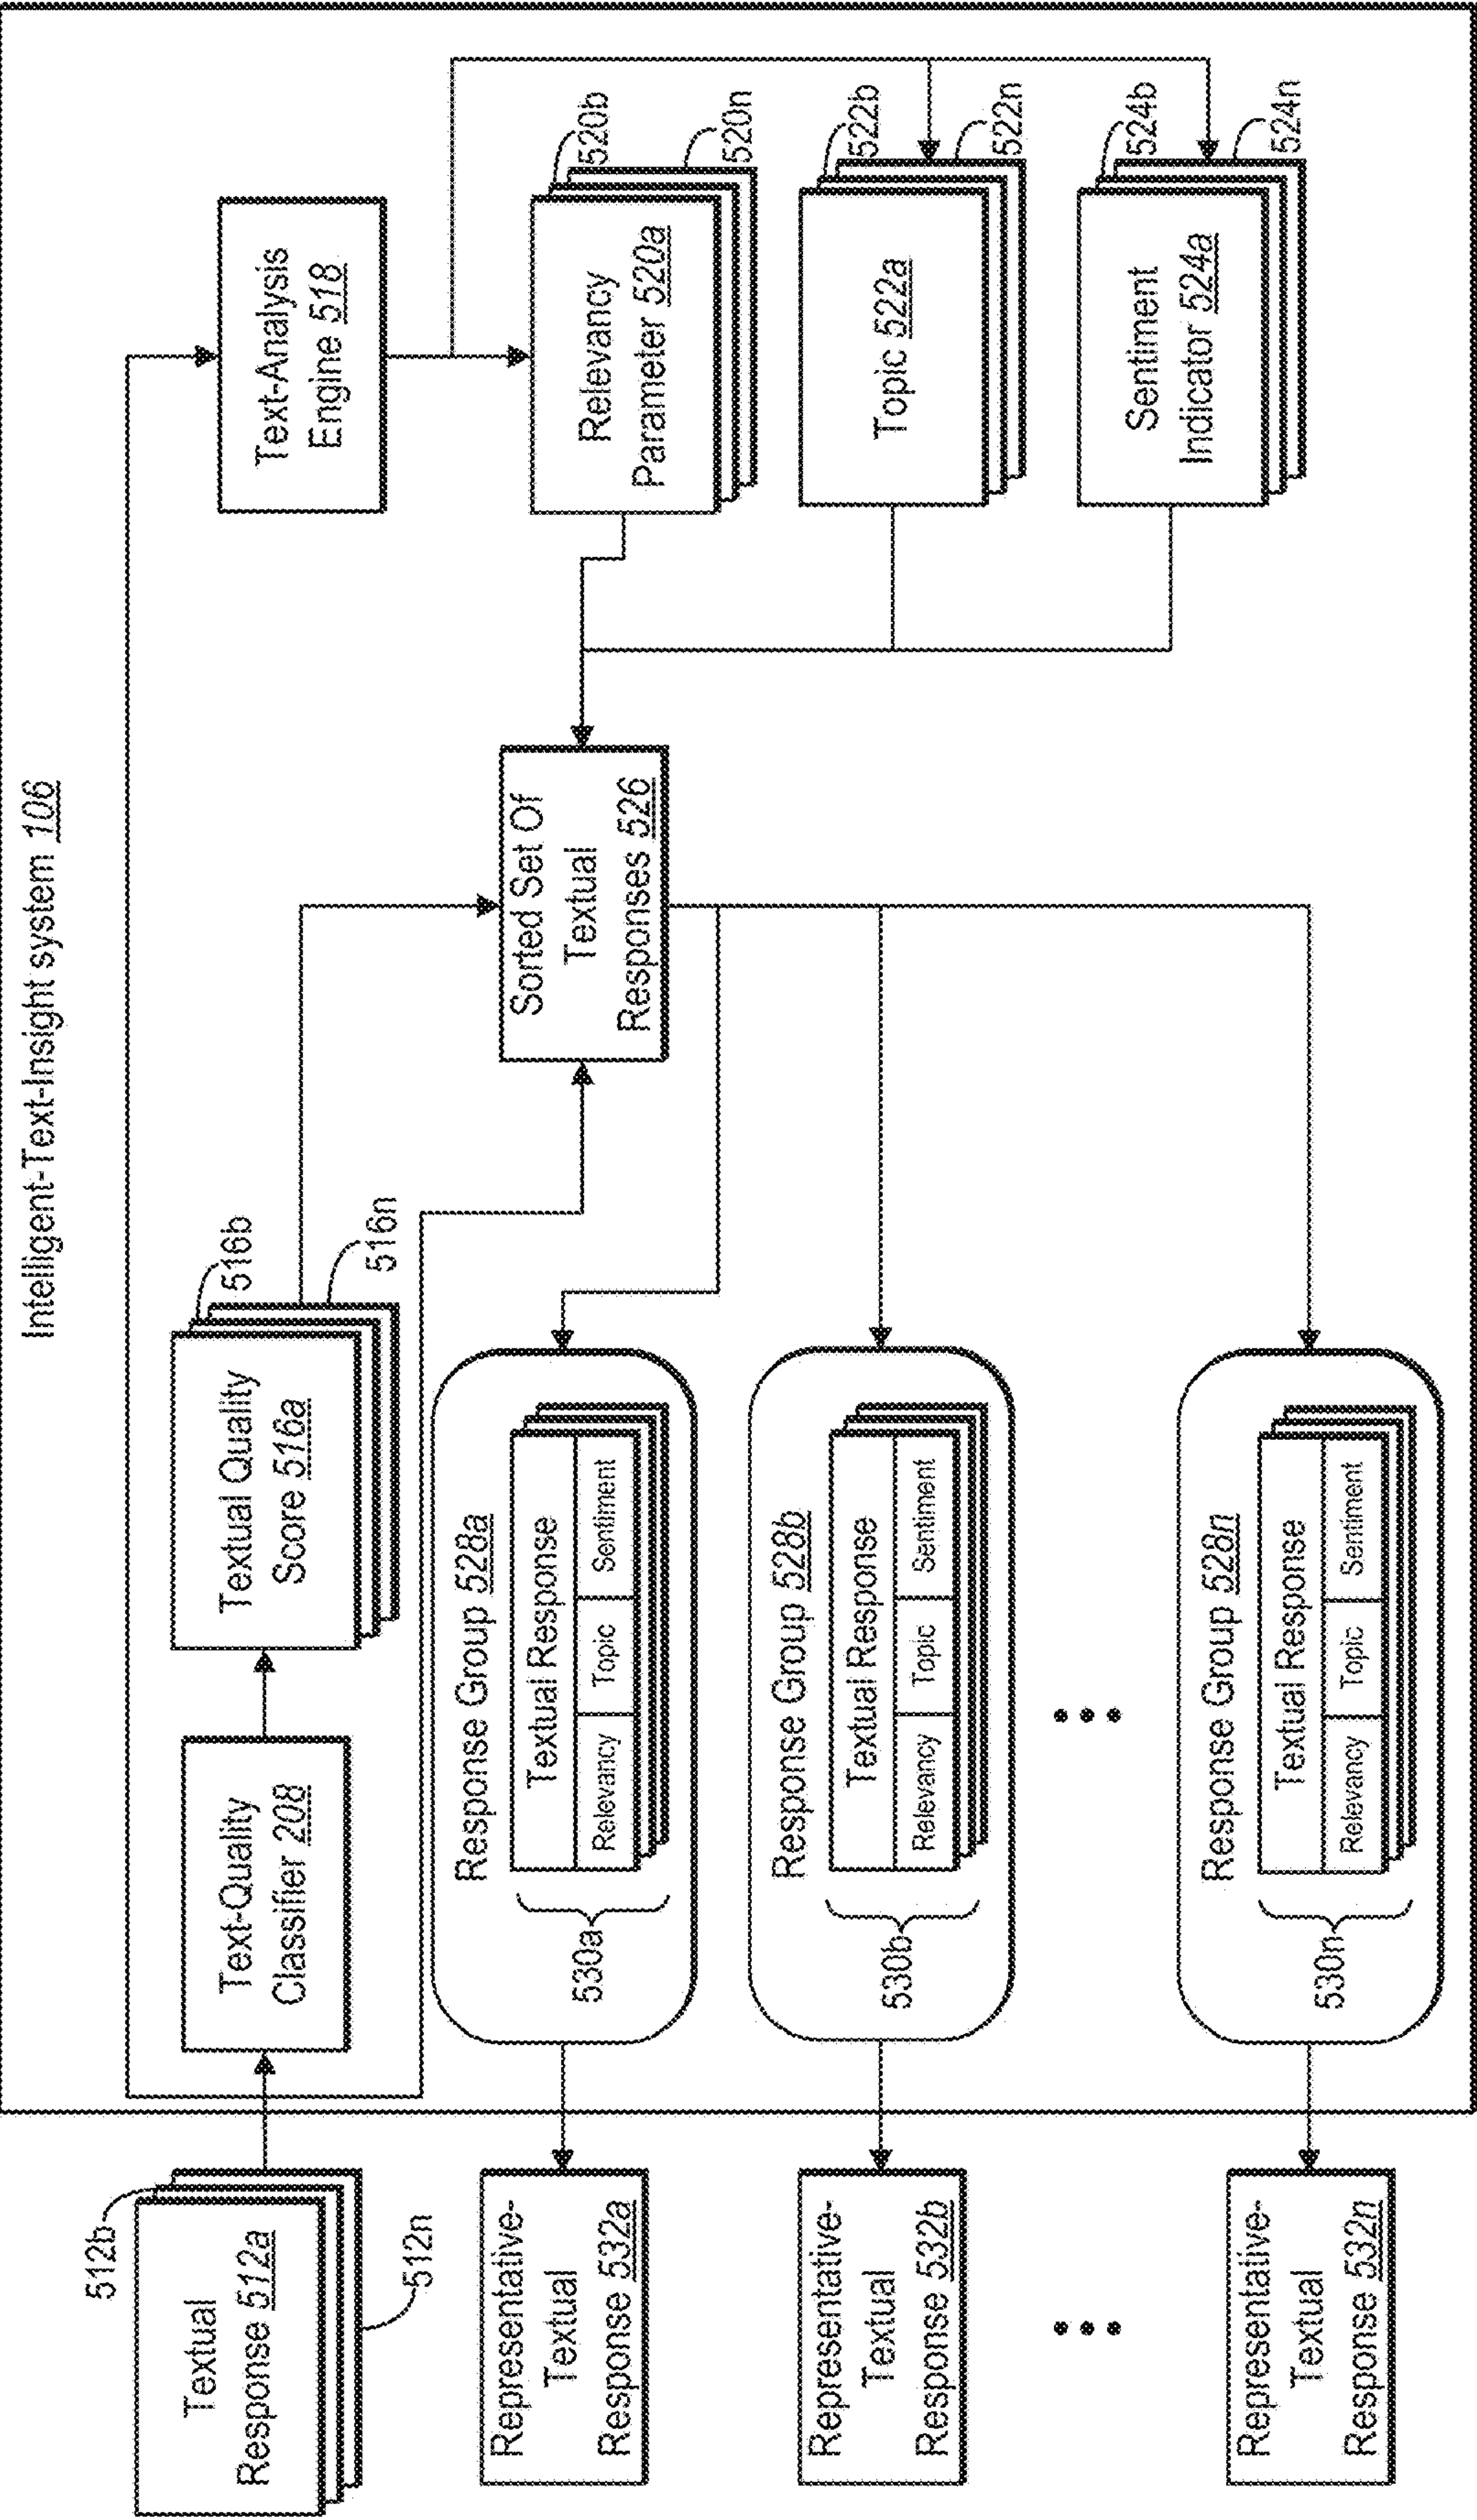 Intelligent-Text-Insight system 106
512b
Textual
Response 512a
512n
Text-Quality
Classifier 208
Textual Quality
Score 516a
516b
516n
Text-Analysis
Engine 518
Relevancy
Parameter 520a
520b
520n
Topic 522a
522b
522n
Sentiment
Indicator 524a
524b
524n
Sorted Set Of
Textual
Responses 526
Response Group 528a
Textual Response
Relevancy
Topic
Sentiment
530a
Representative-
Textual
Response 532a
Response Group 528b
Textual Response
Relevancy
Topic
Sentiment
530b
Representative-
Textual
Response 532b
Response Group 528n
Textual Response
Relevancy
Topic
Sentiment
530n
Representative-
Textual
Response 532n